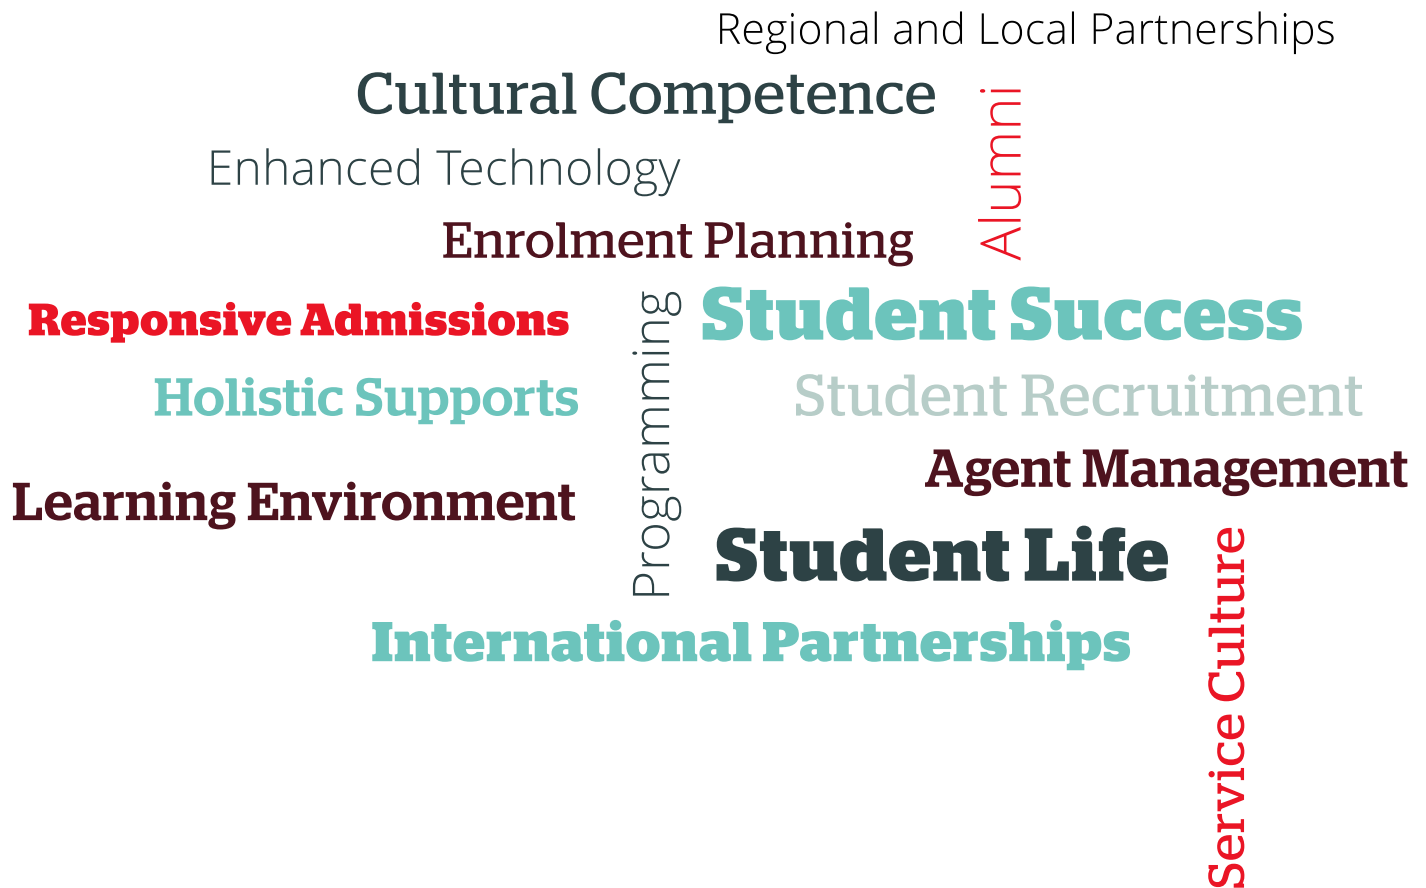 Regional and Local Partnerships
Cultural Competence
Alumni
Enhanced Technology
Enrolment Planning
Responsive Admissions
Programming
Student Success
Holistic Supports
Student Recruitment
Agent Management
Learning Environment
Student Life
Service Culture
International Partnerships